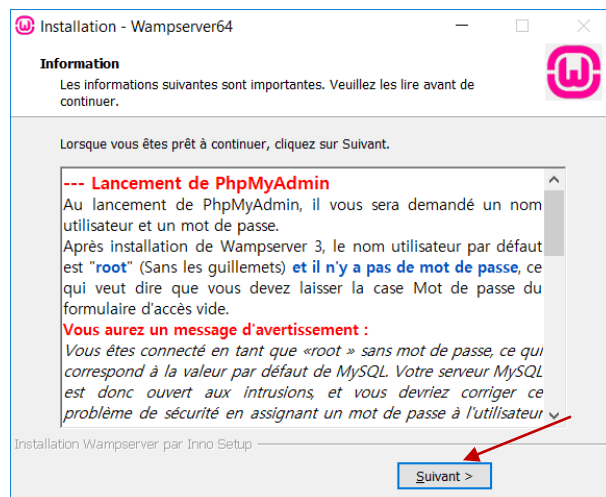 Installation - Wampserver64
Information
Les informations suivantes sont importantes. Veuillez les lire avant de
continuer.
Lorsque vous êtes prêt à continuer, cliquez sur Suivant.
--- Lancement de PhpMyAdmin
Au lancement de PhpMyAdmin, il vous sera demandé un nom
utilisateur et un mot de passe.
Après installation de Wampserver 3, le nom utilisateur par défaut
est "root" (Sans les guillemets) et il n'y a pas de mot de passe, ce
qui veut dire que vous devez laisser la case Mot de passe du
formulaire d'accès vide.
Vous aurez un message d'avertissement :
Vous êtes connecté en tant que «root » sans mot de passe, ce qui
correspond à la valeur par défaut de MySQL. Votre serveur MySQL
est donc ouvert aux intrusions, et vous devriez corriger ce
problème de sécurité en assignant un mot de passe à l'utilisateur
Installation Wampserver par Inno Setup
Suivant >